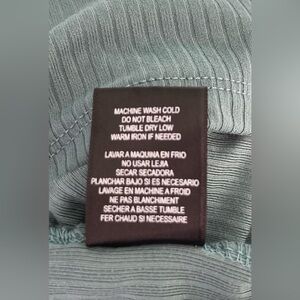 MACHINE WASH COLD
DO NOT BLEACH
TUMBLE DRY LOW
WARM IRON IF NEEDED
LAVAR A MAQUINA EN FRIO
NO USAR LEJIA
SECAR SECADORA
PLANCHAR BAJO SI ES NECESARIO
LAVAGE EN MACHINE A FROID
NE PAS BLANCHIMENT
SECHER A BASSE TUMBLE
FER CHAUD SI NECESSAIRE